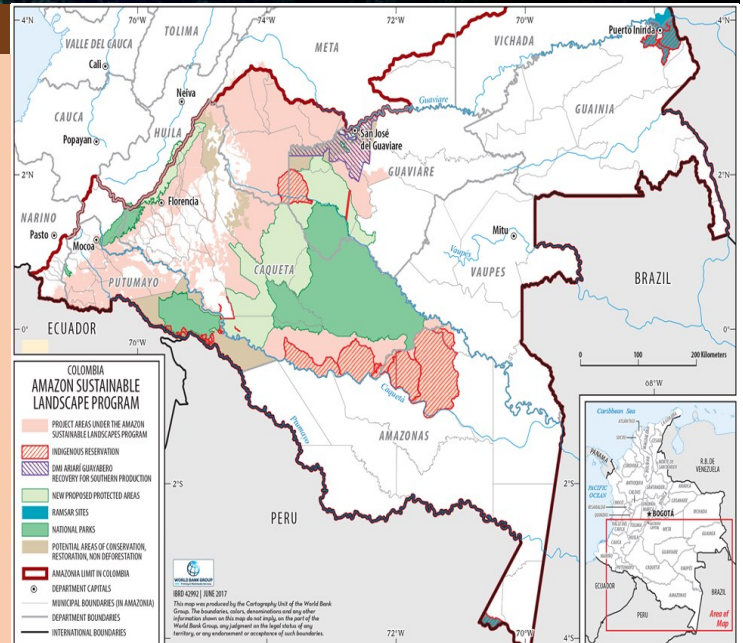 76°W
74°W
72°W
70°W
4°N
4°N
TOLIMA
VALLE DEL CAUCA
Cali
META
VICHADA
Puerto Inirida
Neiva
Guaviare
CAUCA
HUILA
GUAINIA
Popayan
San José
del Guaviare
GUAVIARE
2°N
2°N
NARINO
Florencia
Pasto
Mocoa
Mitu
Vaupés
CAQUETA
VAUPES
PUTUMAYO
BRAZIL
0°
0°
ECUADOR
76°W
0
100
200 Kilometers
68°W
Caquetá
Putumayo
AMAZONAS
2°S
2°S
PERU
72°W
70°W
4°S
COLOMBIA
AMAZON SUSTAINABLE
LANDSCAPE PROGRAM
PROJECT AREAS UNDER THE AMAZON
SUSTAINABLE LANDSCAPES PROGRAM
INDIGENOUS RESERVATION
DMI ARIARÍ GUAYABERO
RECOVERY FOR SOUTHERN PRODUCTION
NEW PROPOSED PROTECTED AREAS
RAMSAR SITES
NATIONAL PARKS
POTENTIAL AREAS OF CONSERVATION,
RESTORATION, NON DEFORESTATION
AMAZONIA LIMIT IN COLOMBIA
DEPARTMENT CAPITALS
MUNICIPAL BOUNDARIES (IN AMAZONIA)
DEPARTMENT BOUNDARIES
INTERNATIONAL BOUNDARIES
WORLD BANK GROUP
IBRD 42992 | JUNE 2017
This map was produced by the Cartography Unit of the World Bank
Group. The boundaries, colors, denominations and any other
information shown on this map do not imply, on the part of the
World Bank Group, any judgment on the legal status of any
territory, or any endorsement or acceptance of such boundaries.
Caribbean Sea
PANAMA
R.B. DE
VENEZUELA
PACIFIC
OCEAN
BOGOTÁ
META
GUAVIARE
VAUPES
AMAZONAS
ECUADOR
PERU
BRAZIL
Area of
Map